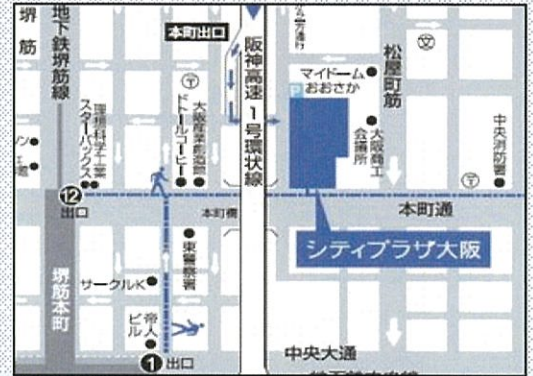 堺筋
地下鉄堺筋線
本町出口
阪神高速1号環状線
松屋町筋
マイドーム
おおさか
P
大阪商工
会議所
中央消防署
理想科学工業
スターバックス
ドトールコーヒー
大阪産業創造館
12
出口
本町橋
本町通
シティプラザ大阪
東警察署
堺筋本町
サークルK
帝人
ビル
1
出口
中央大通